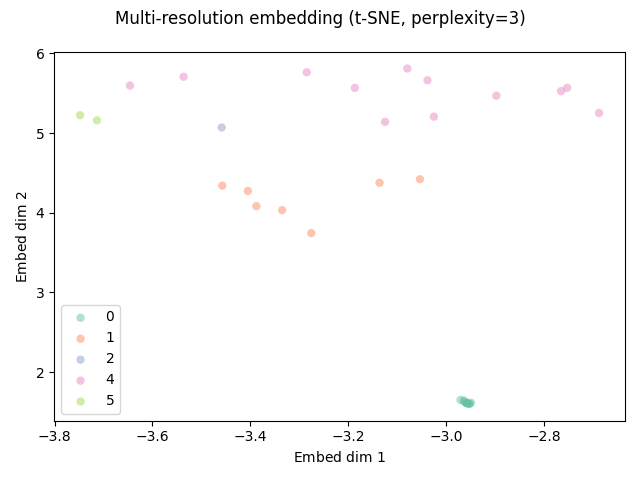 Multi-resolution embedding (t-SNE, perplexity=3)
6
5
4
3
2
Embed dim 2
0
1
2
4
5
−3.8 −3.6 −3.4 −3.2 −3.0 −2.8
Embed dim 1